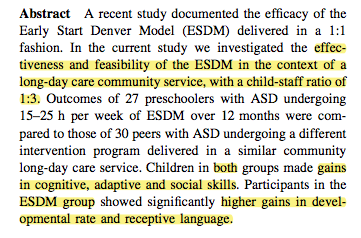 Abstract A recent study documented the efficacy of the
Early Start Denver Model (ESDM) delivered in a 1:1
fashion. In the current study we investigated the effec-
tiveness and feasibility of the ESDM in the context of a
long-day care community service, with a child-staff ratio of
1:3. Outcomes of 27 preschoolers with ASD undergoing
15–25 h per week of ESDM over 12 months were com-
pared to those of 30 peers with ASD undergoing a different
intervention program delivered in a similar community
long-day care service. Children in both groups made gains
in cognitive, adaptive and social skills. Participants in the
ESDM group showed significantly higher gains in devel-
opmental rate and receptive language.